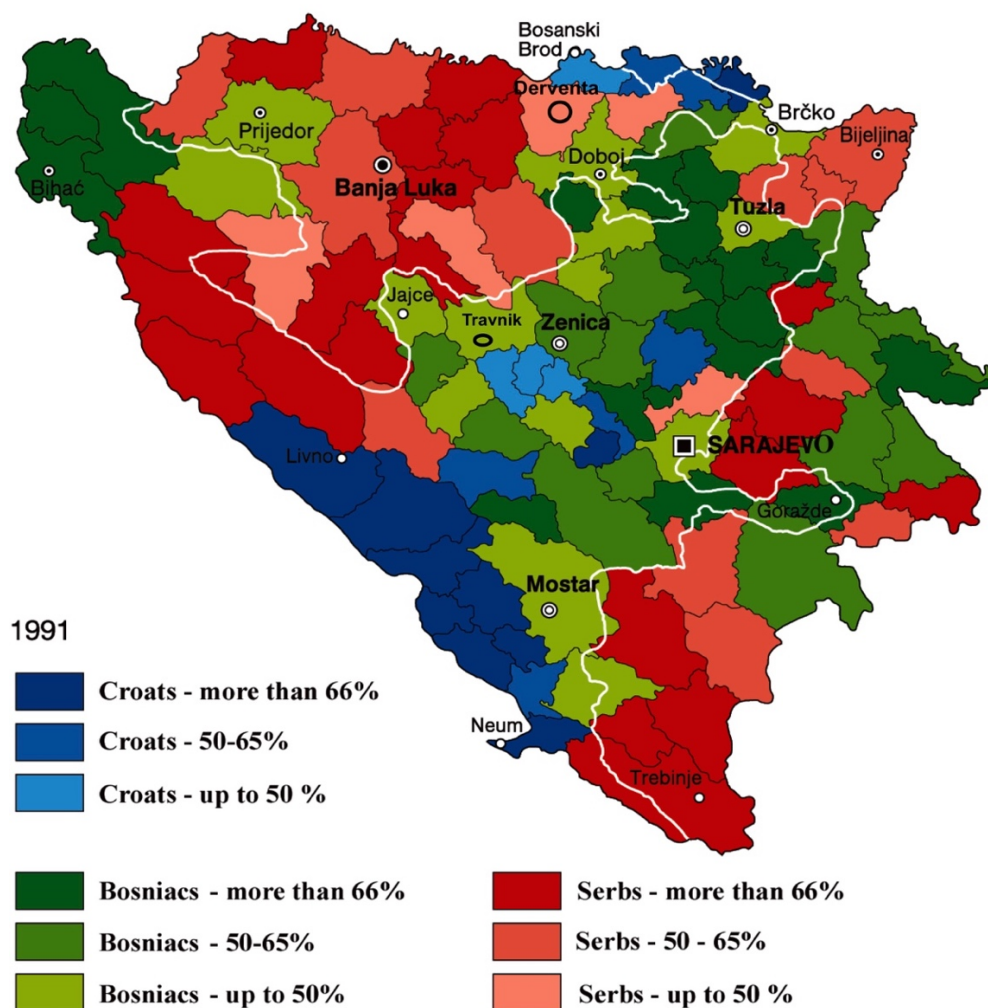 Bosanski
Brod
Derventa
Brčko
Prijedor
Bijeljina
Doboj
Bihać
Banja Luka
Tuzla
Jajce
Travnik
Zenica
SARAJEVO
Livno
Goražde
Mostar
1991
Croats - more than 66%
Neum
Croats - 50-65%
Trebinje
Croats - up to 50 %
Bosniacs - more than 66%
Serbs - more than 66%
Bosniacs - 50-65%
Serbs - 50 - 65%
Bosniacs - up to 50%
Serbs - up to 50 %